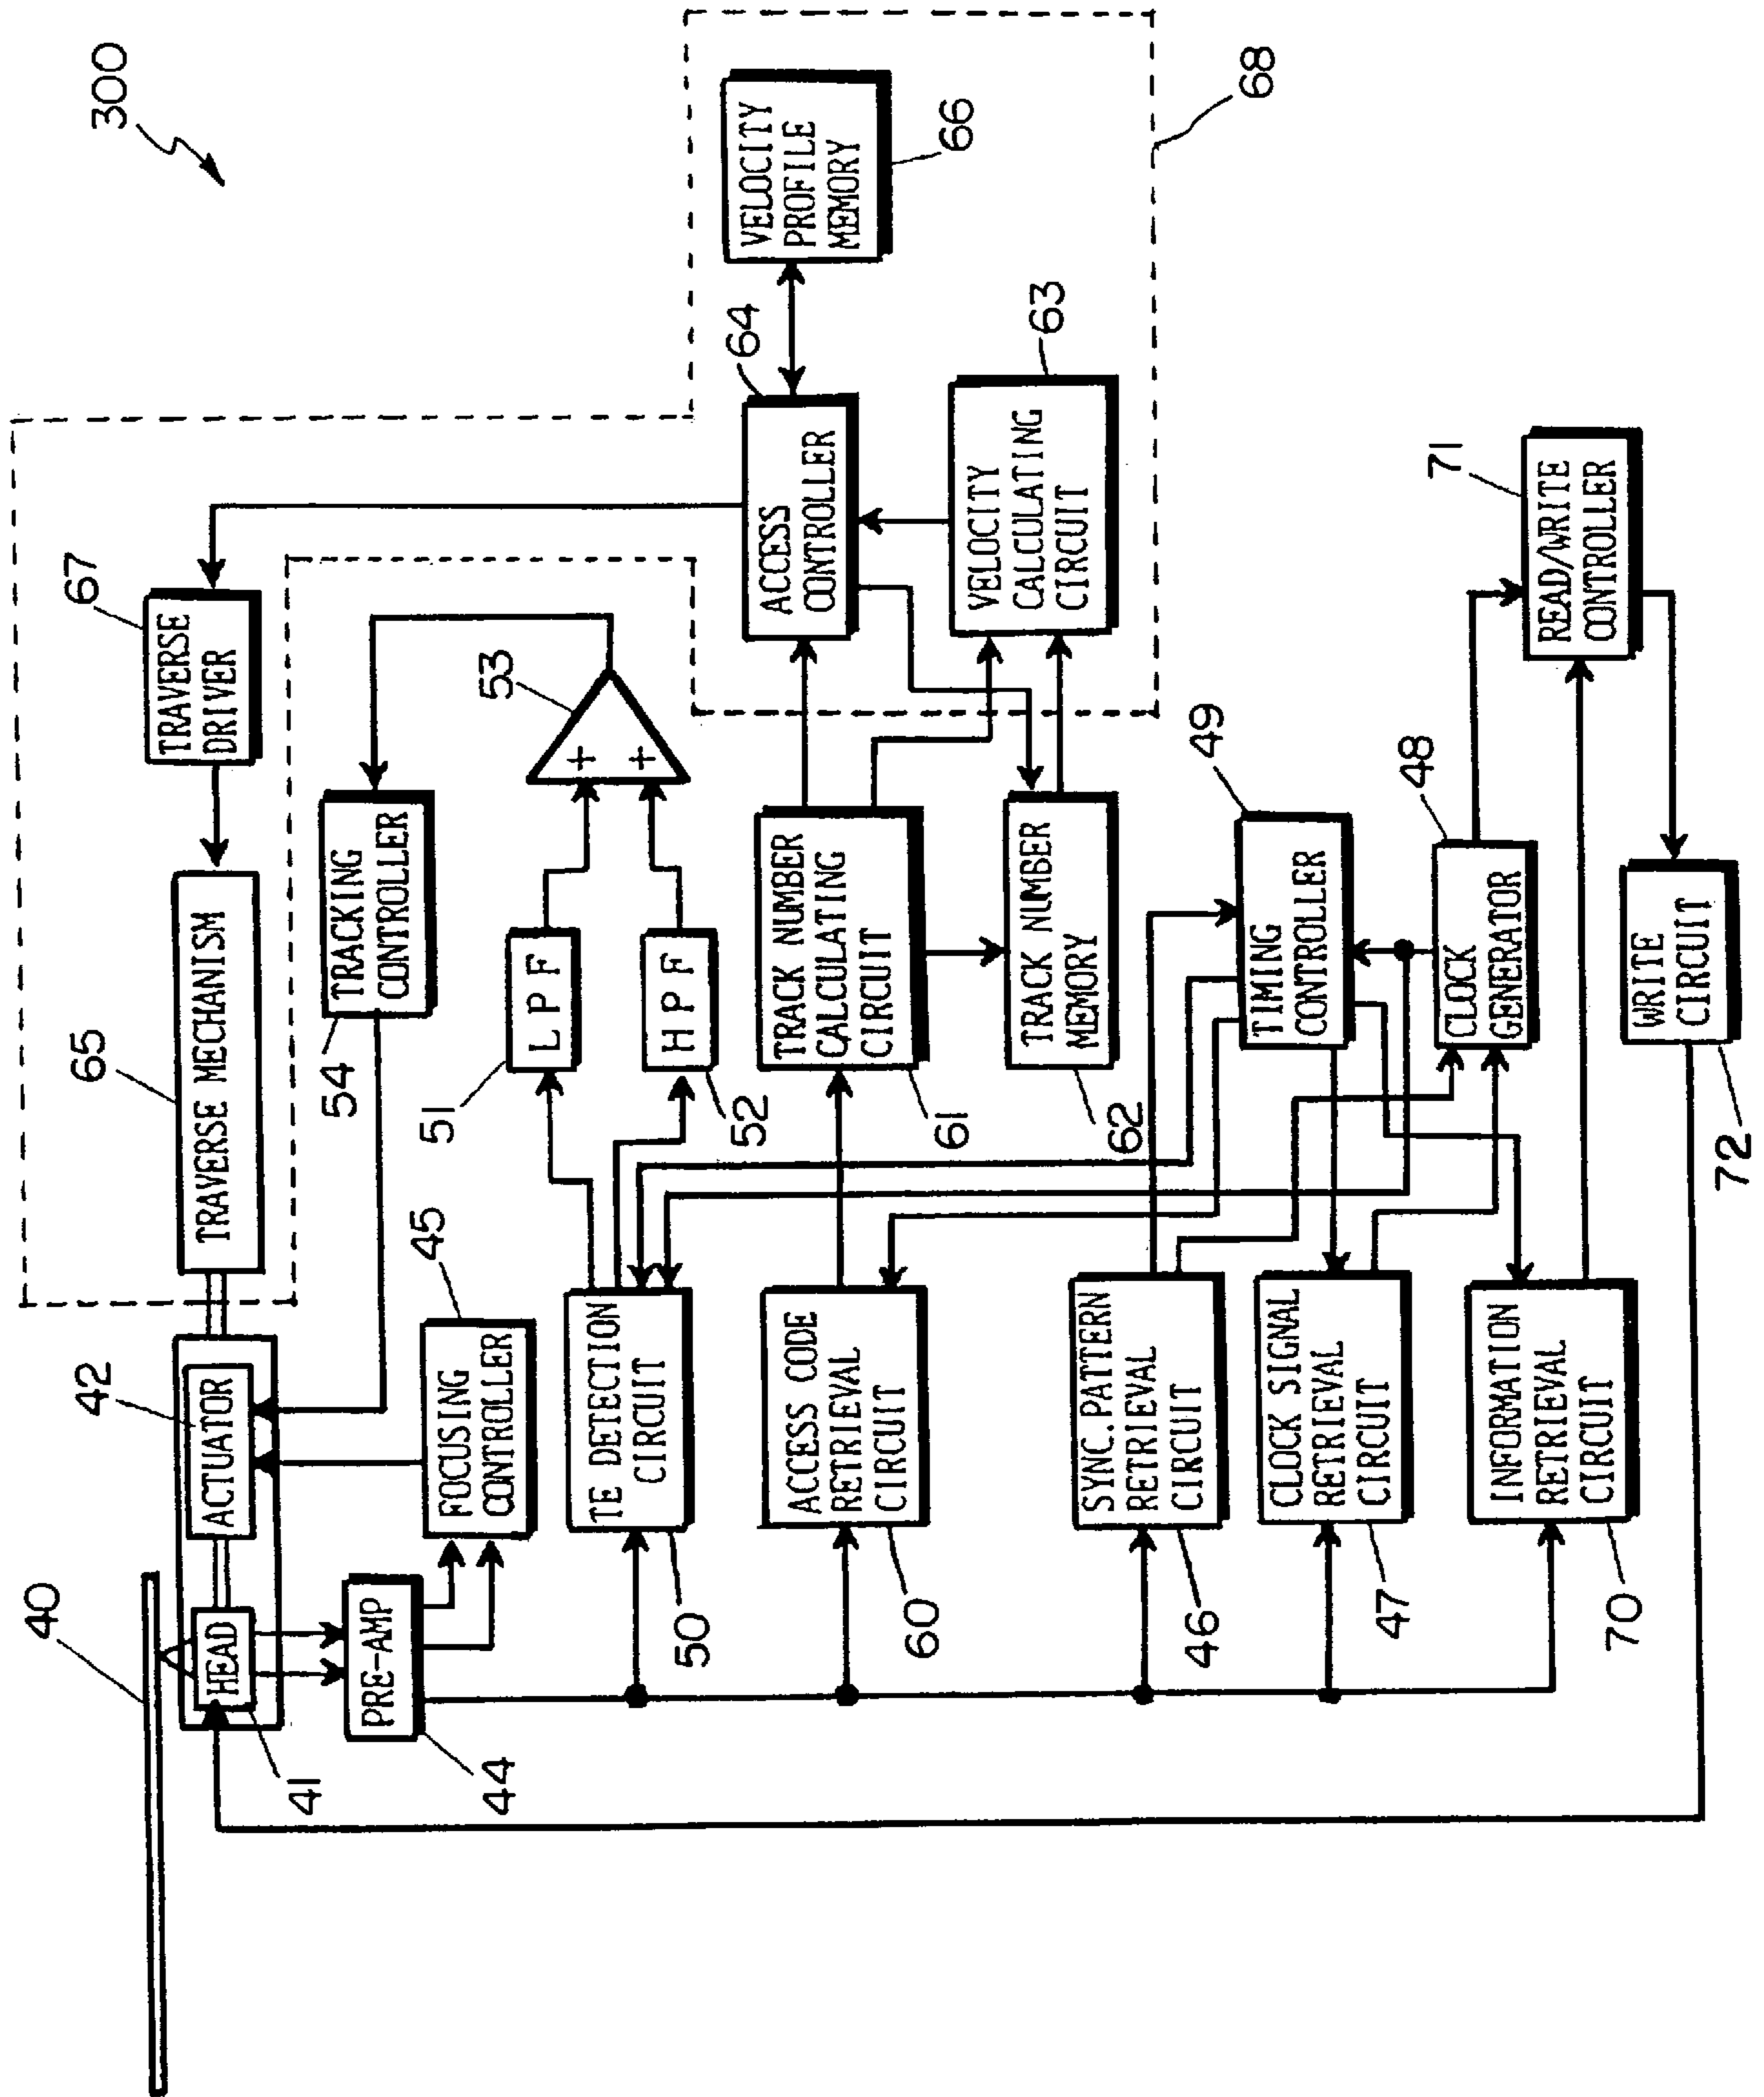 300
40
41
HEAD
42
ACTUATOR
65
TRAVERSE MECHANISM
67
TRAVERSE
DRIVER
44
PRE-AMP
45
FOCUSING
CONTROLLER
54
TRACKING
CONTROLLER
53
+
+
51
LPF
52
HPF
50
TE DETECTION
CIRCUIT
60
ACCESS CODE
RETRIEVAL
CIRCUIT
61
TRACK NUMBER
CALCULATING
CIRCUIT
62
TRACK NUMBER
MEMORY
64
ACCESS
CONTROLLER
66
VELOCITY
PROFILE
MEMORY
63
VELOCITY
CALCULATING
CIRCUIT
68
46
SYNC.PATTERN
RETRIEVAL
CIRCUIT
47
CLOCK SIGNAL
RETRIEVAL
CIRCUIT
49
TIMING
CONTROLLER
48
CLOCK
GENERATOR
70
INFORMATION
RETRIEVAL
CIRCUIT
71
READ/WRITE
CONTROLLER
72
WRITE
CIRCUIT